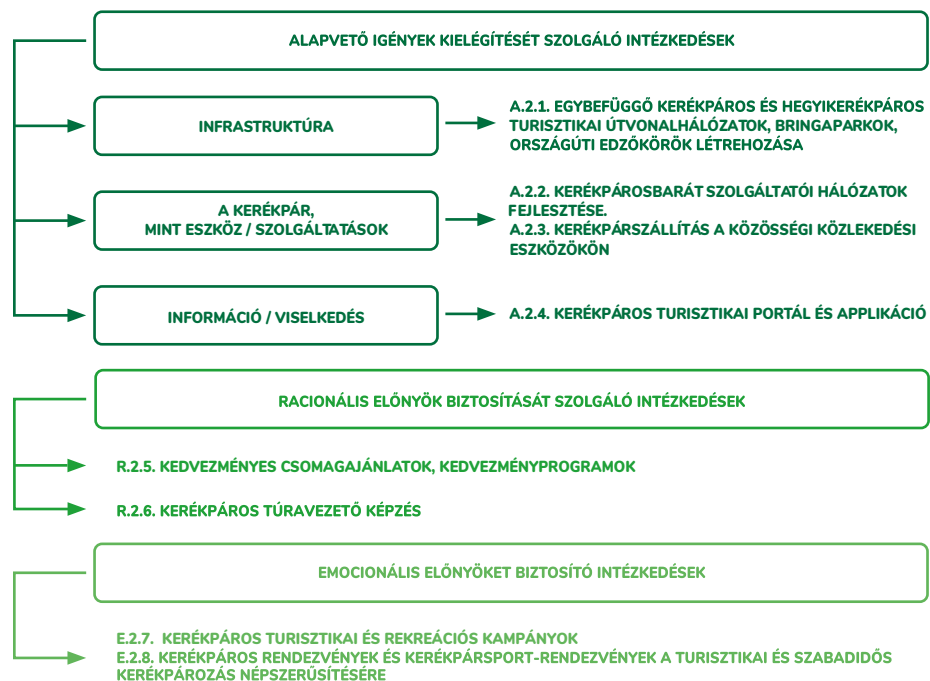 ALAPVETŐ IGÉNYEK KIELÉGÍTÉSÉT SZOLGÁLÓ INTÉZKEDÉSEK
INFRASTRUKTÚRA
A.2.1. EGYBEFÜGGŐ KERÉKPÁROS ÉS HEGYIKERÉKPÁROS
TURISZTIKAI ÚTVONALHÁLÓZATOK, BRINGAPARKOK,
ORSZÁGÚTI EDZŐKÖRÖK LÉTREHOZÁSA
A KERÉKPÁR,
MINT ESZKÖZ / SZOLGÁLTATÁSOK
A.2.2. KERÉKPÁROSBARÁT SZOLGÁLTATÓI HÁLÓZATOK
FEJLESZTÉSE.
A.2.3. KERÉKPÁRSZÁLLÍTÁS A KÖZÖSSÉGI KÖZLEKEDÉSI
ESZKÖZÖKÖN
INFORMÁCIÓ / VISELKEDÉS
A.2.4. KERÉKPÁROS TURISZTIKAI PORTÁL ÉS APPLIKÁCIÓ
RACIONÁLIS ELŐNYÖK BIZTOSÍTÁSÁT SZOLGÁLÓ INTÉZKEDÉSEK
R.2.5. KEDVEZMÉNYES CSOMAGAJÁNLATOK, KEDVEZMÉNYPROGRAMOK
R.2.6. KERÉKPÁROS TÚRAVEZETŐ KÉPZÉS
EMOCIONÁLIS ELŐNYÖKET BIZTOSÍTÓ INTÉZKEDÉSEK
E.2.7. KERÉKPÁROS TURISZTIKAI ÉS REKREÁCIÓS KAMPÁNYOK
E.2.8. KERÉKPÁROS RENDEZVÉNYEK ÉS KERÉKPÁRSPORT-RENDEZVÉNYEK A TURISZTIKAI ÉS SZABADIDŐS
KERÉKPÁROZÁS NÉPSZERŰSÍTÉSÉRE